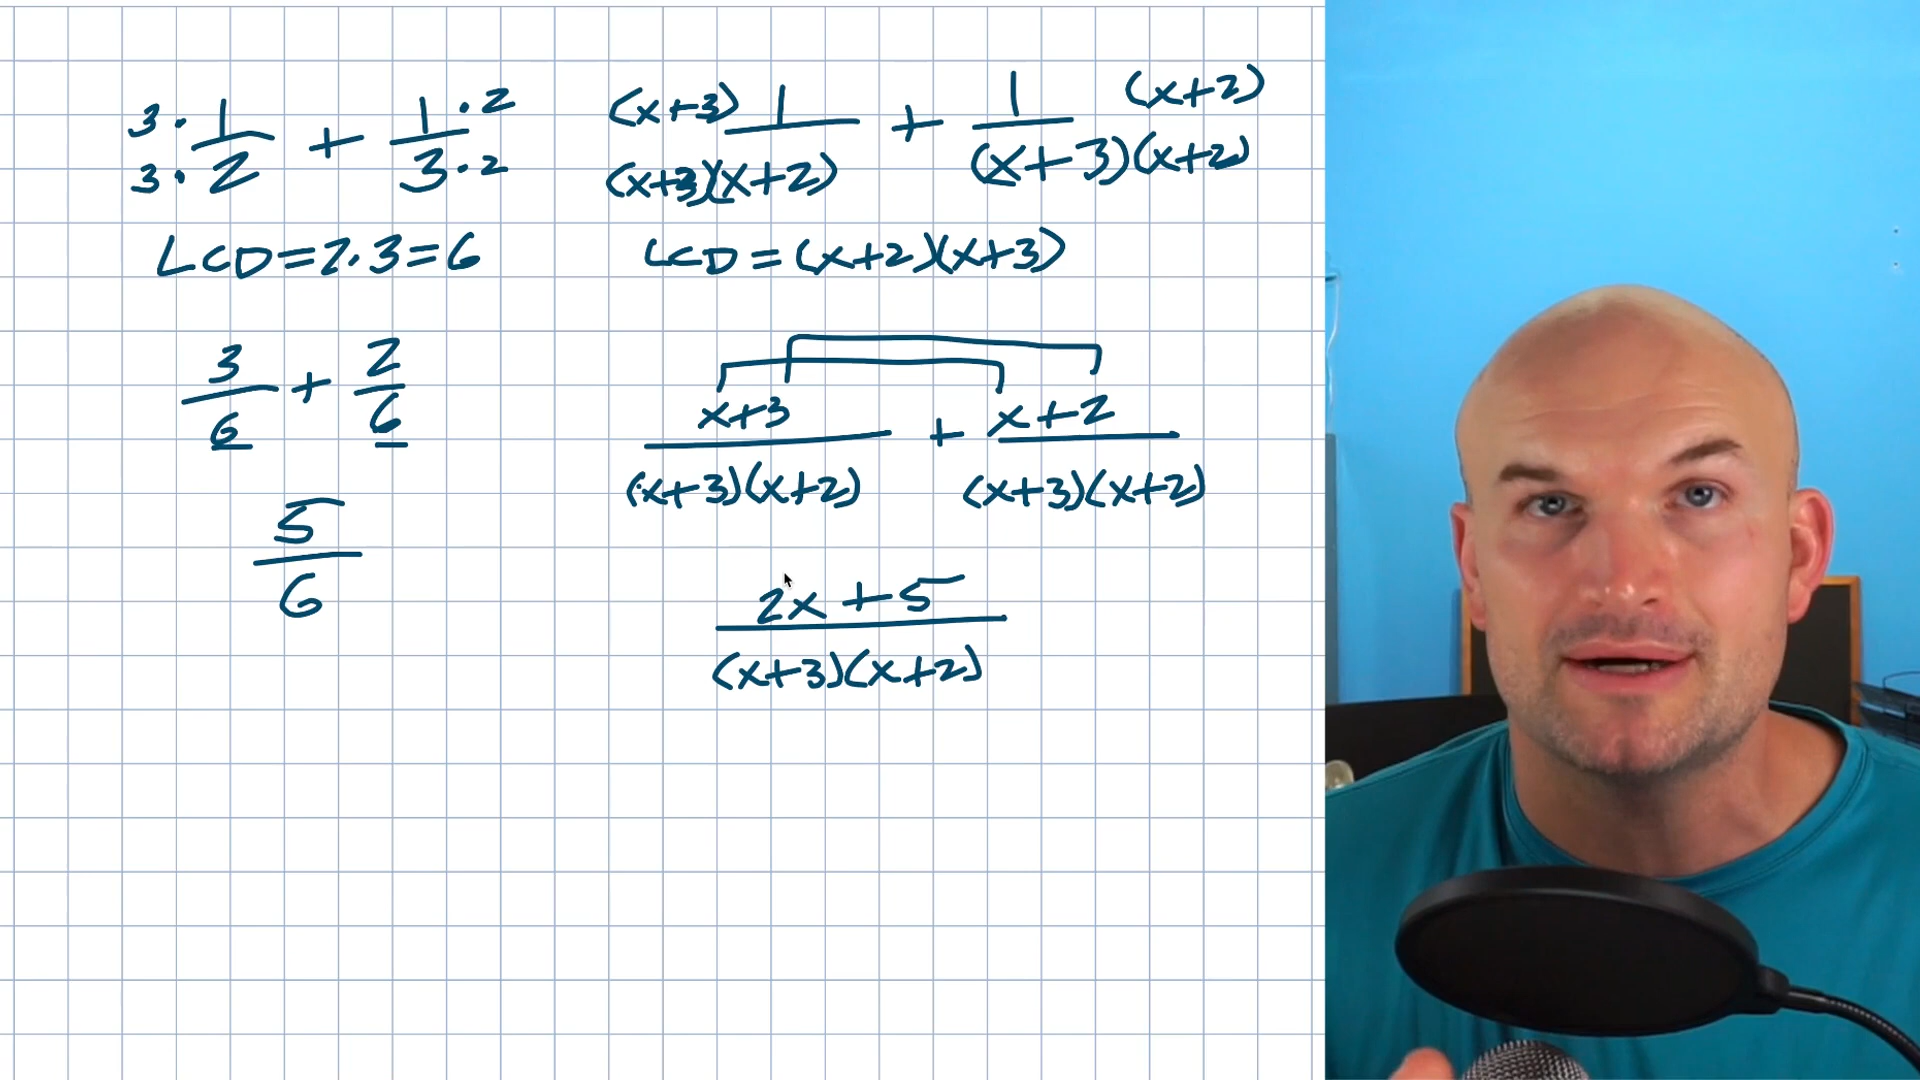 3 · 1/2 + 1/3 · 2
3 · · 2
LCD = 2 · 3 = 6
3/6 + 2/6
5/6
(x+3) 1 + 1 (x+2)
(x+3)(x+2) (x+3)(x+2)
LCD = (x+2)(x+3)
x+3 + x+2
(x+3)(x+2) (x+3)(x+2)
2x + 5
(x+3)(x+2)